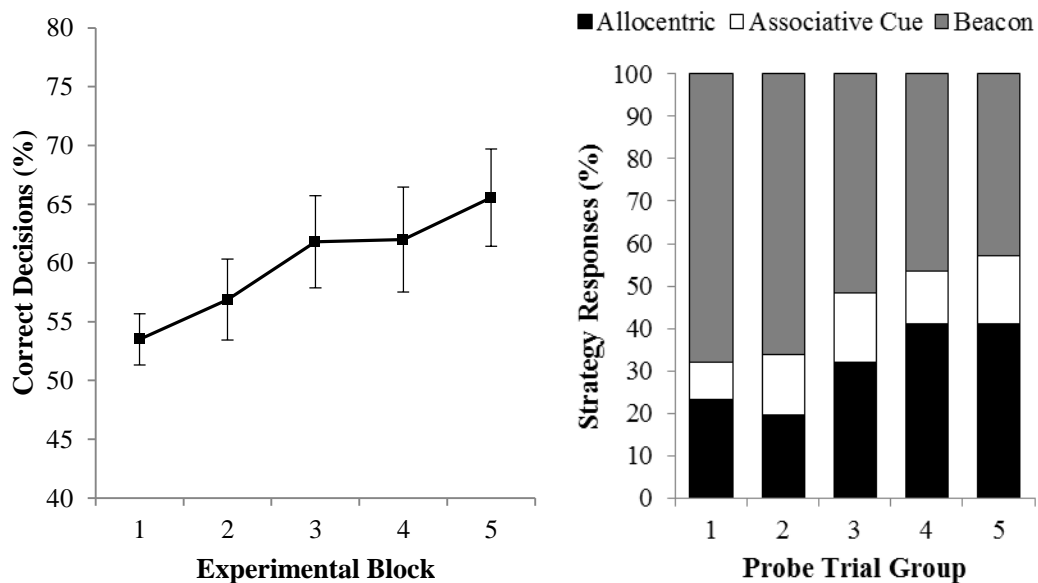 Correct Decisions (%)
80
75
70
65
60
55
50
45
40
1 2 3 4 5
Experimental Block
Allocentric Associative Cue Beacon
Strategy Responses (%)
100
90
80
70
60
50
40
30
20
10
0
1 2 3 4 5
Probe Trial Group